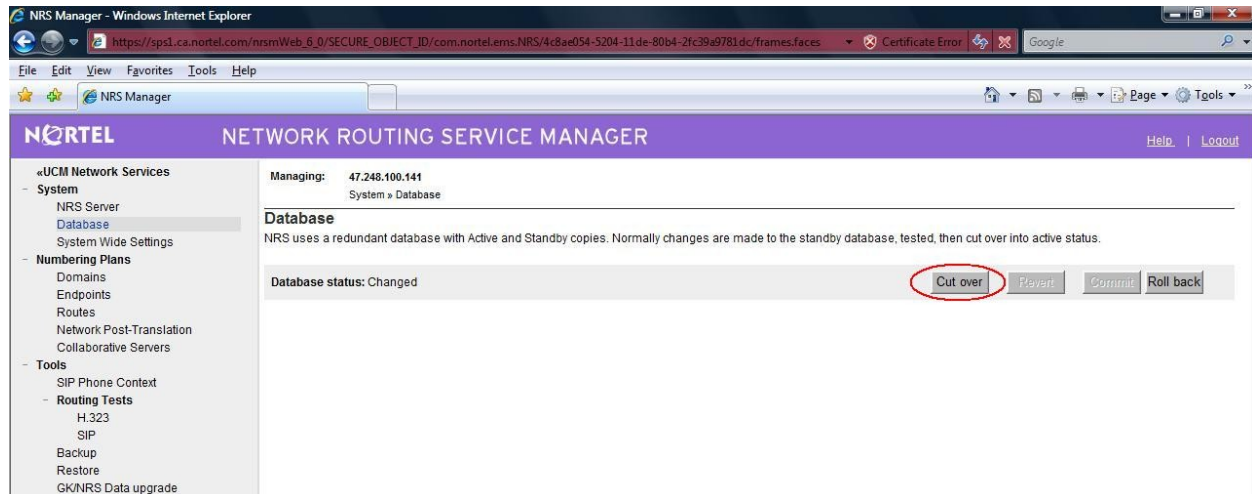 NRS Manager - Windows Internet Explorer
https://sps1.ca.nortel.com/nrsmWeb_6_0/SECURE_OBJECT_ID/com.nortel.ems.NRS/4c8ae054-5204-11de-80b4-2fc39a9781dc/frames.faces Certificate Error Google
File Edit View Favorites Tools Help
NRS Manager Page Tools »
NORTEL NETWORK ROUTING SERVICE MANAGER Help | Logout
«UCM Network Services
- System
NRS Server
Database
System Wide Settings
- Numbering Plans
Domains
Endpoints
Routes
Network Post-Translation
Collaborative Servers
- Tools
SIP Phone Context
- Routing Tests
H.323
SIP
Backup
Restore
GK/NRS Data upgrade
Managing: 47.248.100.141
System » Database
Database
NRS uses a redundant database with Active and Standby copies. Normally changes are made to the standby database, tested, then cut over into active status.
Database status: Changed Cut over Revert Commit Roll back